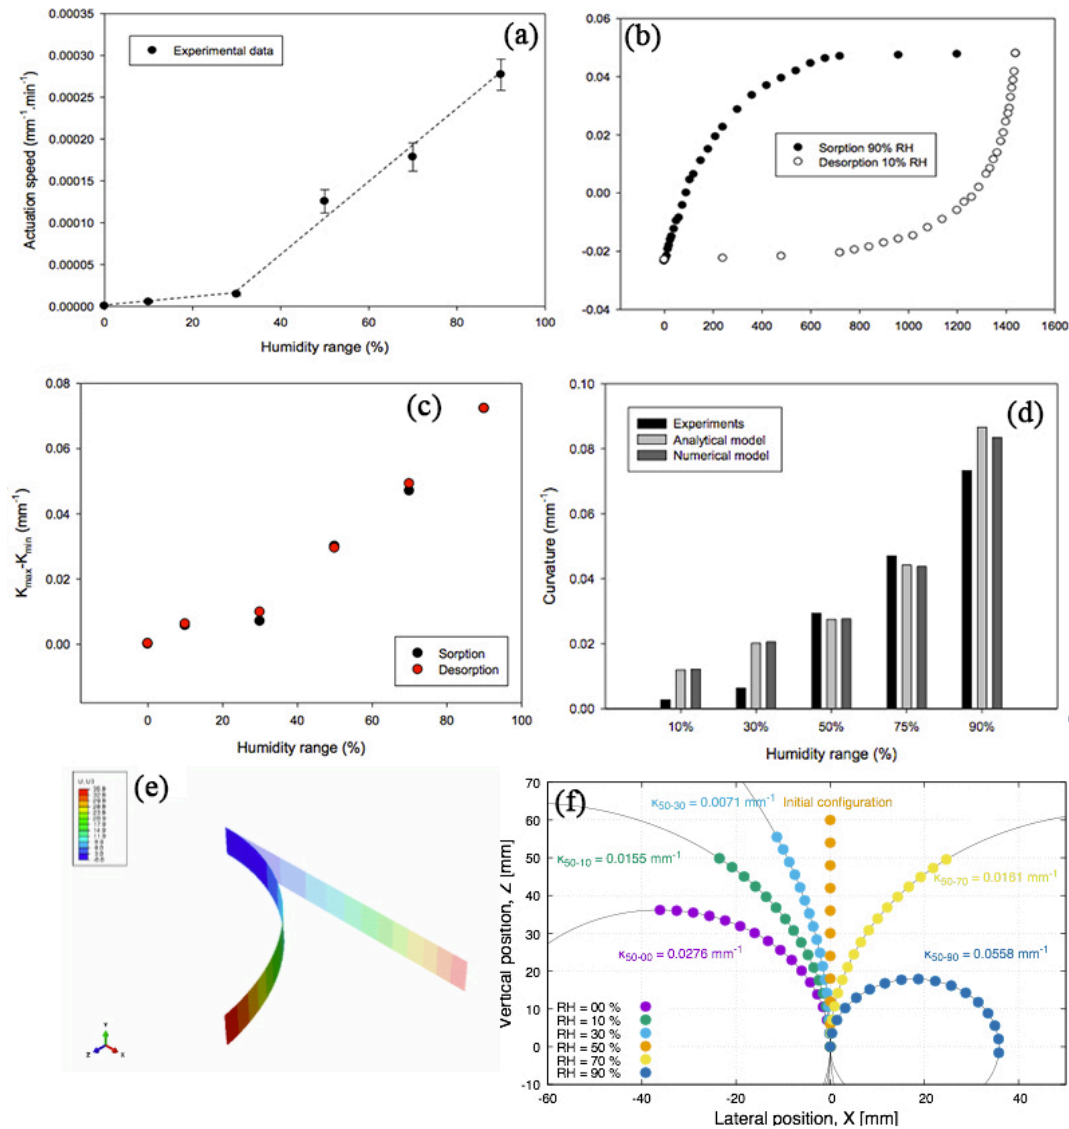 (a)
0.00035
0.00030
0.00025
0.00020
0.00015
0.00010
0.00005
0.00000
Actuation speed (mm-1.min-1)
Experimental data
0 20 40 60 80 100
Humidity range (%)
(b)
0.06
0.04
0.02
0.00
-0.02
-0.04
Sorption 90% RH
Desorption 10% RH
0 200 400 600 800 1000 1200 1400 1600
(c)
0.08
0.06
0.04
0.02
0.00
Kmax-Kmin (mm-1)
Sorption
Desorption
0 20 40 60 80 100
Humidity range (%)
(d)
0.10
0.08
0.06
0.04
0.02
0.00
Curvature (mm-1)
Experiments
Analytical model
Numerical model
10% 30% 50% 75% 90%
Humidity range (%)
(e)
U, U3
Y
Z
X
(f)
70
60
50
40
30
20
10
0
-10
Vertical position, Z [mm]
κ50-30 = 0.0071 mm-1
Initial configuration
κ50-10 = 0.0155 mm-1
κ50-70 = 0.0181 mm-1
κ50-00 = 0.0276 mm-1
κ50-90 = 0.0558 mm-1
RH = 00 %
RH = 10 %
RH = 30 %
RH = 50 %
RH = 70 %
RH = 90 %
-60 -40 -20 0 20 40
Lateral position, X [mm]